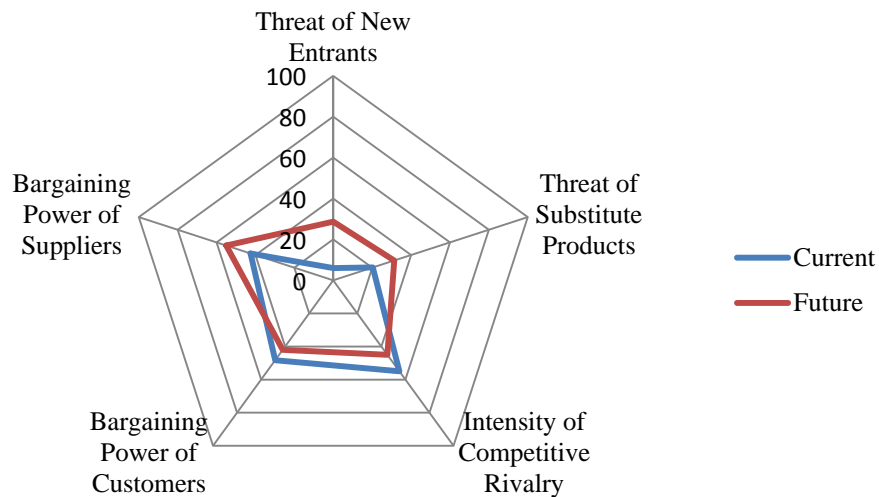 Threat of New
Entrants
100
80
60
40
20
0
Threat of
Substitute
Products
Intensity of
Competitive
Rivalry
Bargaining
Power of
Customers
Bargaining
Power of
Suppliers
Current
Future